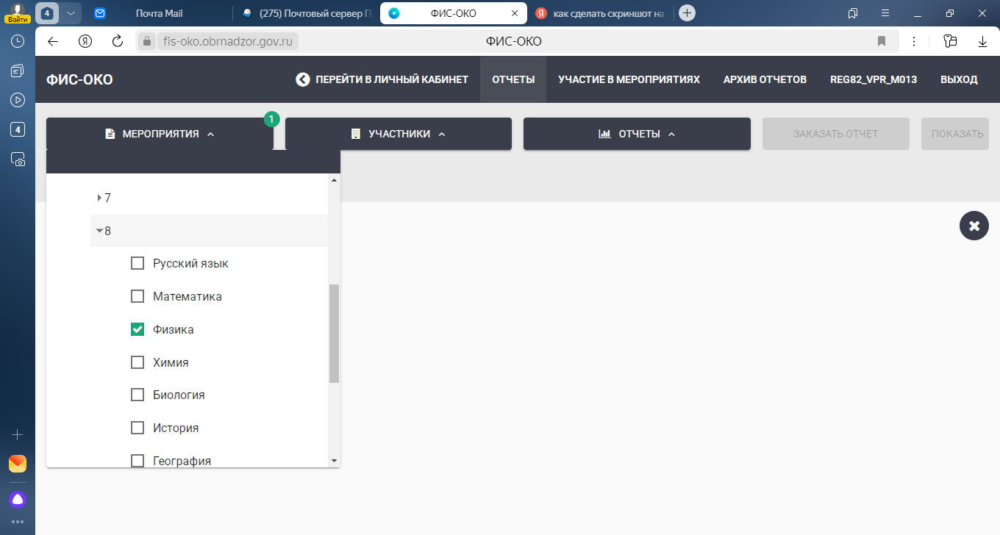 Войти
4
Почта Mail
(275) Почтовый сервер П
ФИС-ОКО
как сделать скриншот на
fis-oko.obrnadzor.gov.ru
ФИС-ОКО
4
ФИС-ОКО
ПЕРЕЙТИ В ЛИЧНЫЙ КАБИНЕТ
ОТЧЕТЫ
УЧАСТИЕ В МЕРОПРИЯТИЯХ
АРХИВ ОТЧЕТОВ
REG82_VPR_M013
ВЫХОД
МЕРОПРИЯТИЯ
1
УЧАСТНИКИ
ОТЧЕТЫ
ЗАКАЗАТЬ ОТЧЕТ
ПОКАЗАТЬ
7
8
Русский язык
Математика
Физика
Химия
Биология
История
География